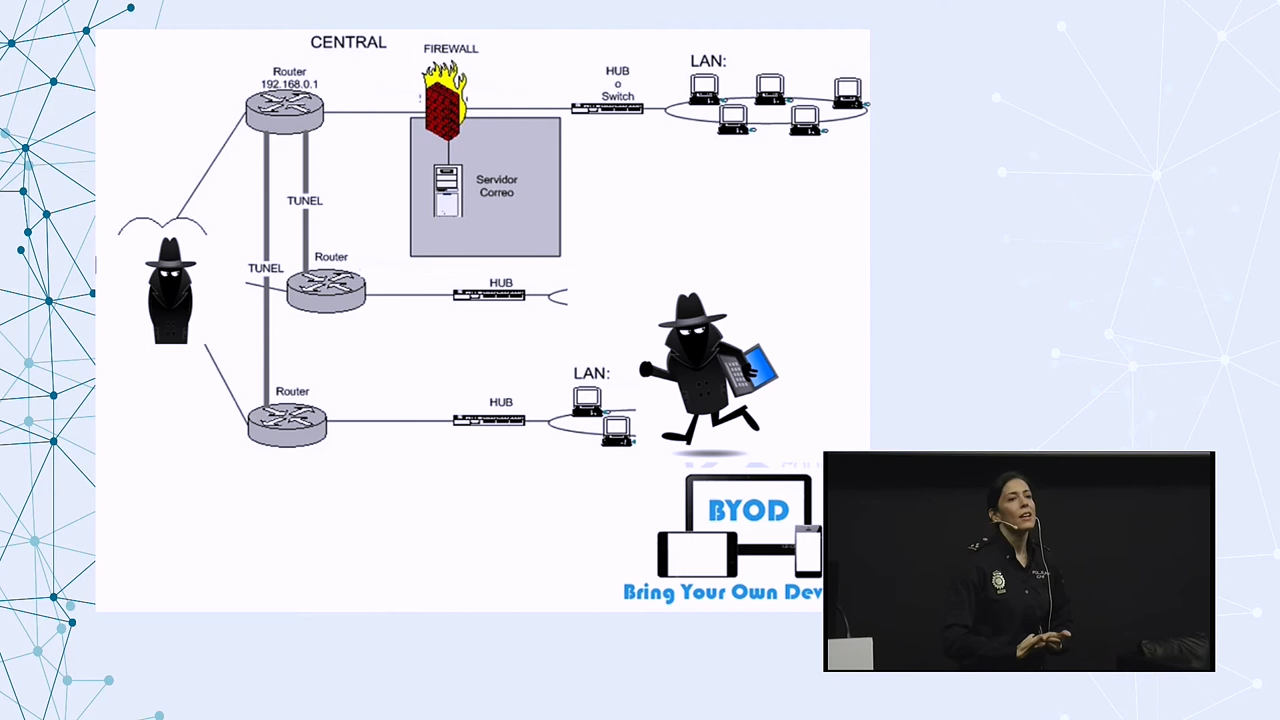 CENTRAL
FIREWALL
Router
192.168.0.1
HUB
o
Switch
LAN:
Servidor
Correo
TUNEL
Router
TUNEL
HUB
LAN:
Router
HUB
BYOD
Bring Your Own Dev